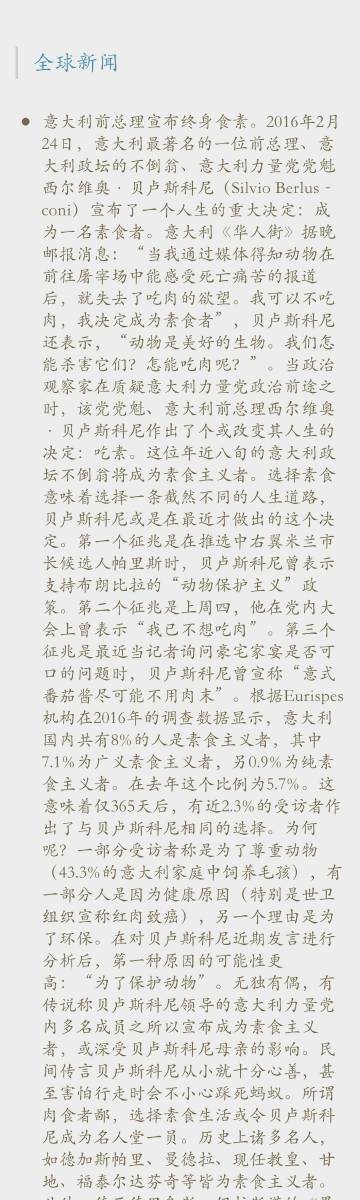 全球新闻
● 意大利前总理宣布终身食素。2016年2月
24日，意大利最著名的一位前总理、意
大利政坛的不倒翁、意大利力量党党魁
西尔维奥·贝卢斯科尼（Silvio Berlus -
coni）宣布了一个人生的重大决定：成
为一名素食者。意大利《华人街》据晚
邮报消息：“当我通过媒体得知动物在
前往屠宰场中能感受死亡痛苦的报道
后，就失去了吃肉的欲望。我可以不吃
肉，我决定成为素食者”，贝卢斯科尼
还表示，“动物是美好的生物。我们怎
能杀害它们？怎能吃肉呢？”。当政治
观察家在质疑意大利力量党政治前途之
时，该党党魁、意大利前总理西尔维奥
·贝卢斯科尼作出了个或改变其人生的
决定：吃素。这位年近八旬的意大利政
坛不倒翁将成为素食主义者。选择素食
意味着选择一条截然不同的人生道路，
贝卢斯科尼或是在最近才做出的这个决
定。第一个征兆是在推选中右翼米兰市
长候选人帕里斯时，贝卢斯科尼曾表示
支持布朗比拉的“动物保护主义”政
策。第二个征兆是上周四，他在党内大
会上曾表示“我已不想吃肉”。第三个
征兆是最近当记者询问豪宅家宴是否可
口的问题时，贝卢斯科尼曾宣称“意式
番茄酱尽可能不用肉末”。根据Eurispes
机构在2016年的调查数据显示，意大利
国内共有8%的人是素食主义者，其中
7.1%为广义素食主义者，另0.9%为纯素
食主义者。在去年这个比例为5.7%。这
意味着仅365天后，有近2.3%的受访者作
出了与贝卢斯科尼相同的选择。为何
呢？一部分受访者称是为了尊重动物
（43.3%的意大利家庭中饲养毛孩），有
一部分人是因为健康原因（特别是世卫
组织宣称红肉致癌），另一个理由是为
了环保。在对贝卢斯科尼近期发言进行
分析后，第一种原因的可能性更
高：“为了保护动物”。无独有偶，有
传说称贝卢斯科尼领导的意大利力量党
内多名成员之所以宣布成为素食主义
者，或深受贝卢斯科尼母亲的影响。民
间传言贝卢斯科尼从小就十分心善，甚
至害怕行走时会不小心踩死蚂蚁。所谓
肉食者鄙，选择素食生活或令贝卢斯科
尼成为名人堂一员。历史上诸多名人，
如德加斯帕里、曼德拉、现任教皇、甘
地、福泰尔达芬奇等皆为素食主义者。